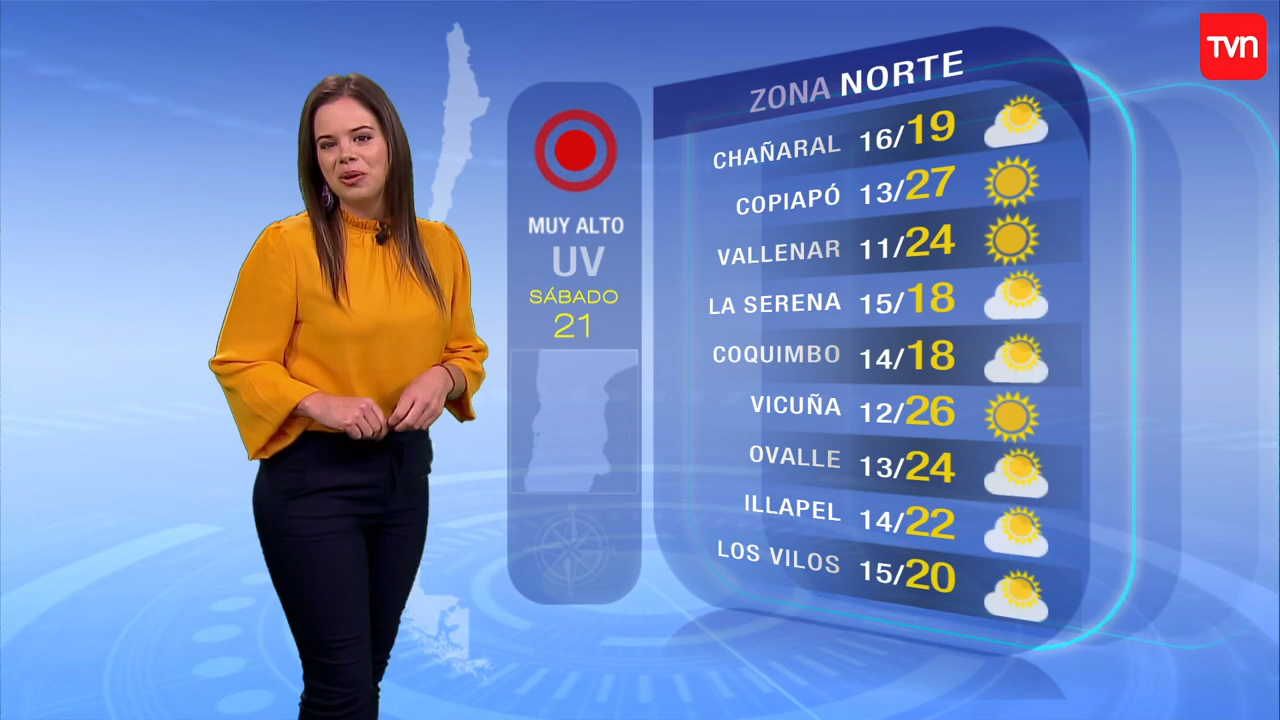 TVN
MUY ALTO
UV
SÁBADO
21
ZONA NORTE
CHAÑARAL 16/19
COPIAPÓ 13/27
VALLENAR 11/24
LA SERENA 15/18
COQUIMBO 14/18
VICUÑA 12/26
OVALLE 13/24
ILLAPEL 14/22
LOS VILOS 15/20